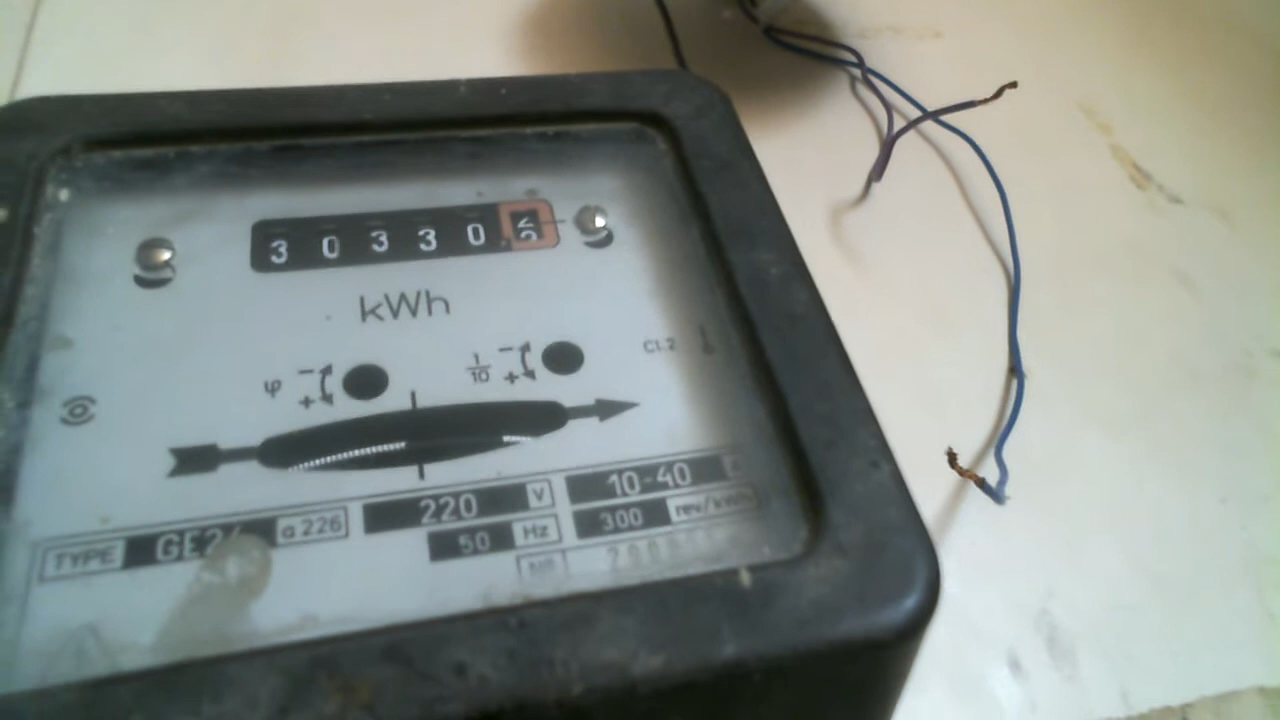 3 0 3 3 0
kWh
φ - +
1/10 - +
Cl.2
TYPE GE24 a 226
220 V
10-40
50 Hz
300 rev/kWh